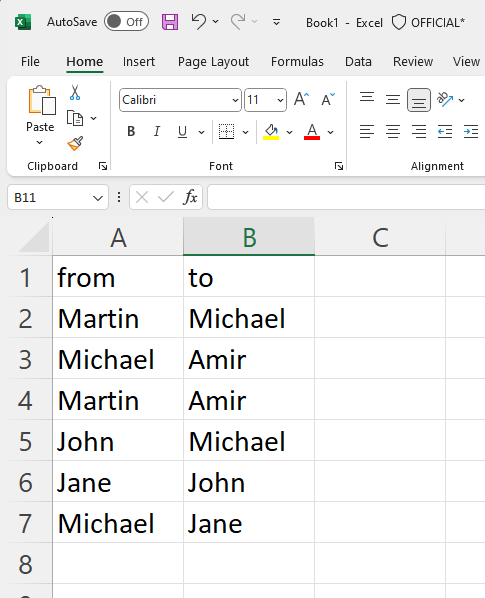 AutoSave Off Book1 - Excel OFFICIAL*
File Home Insert Page Layout Formulas Data Review View
Paste Calibri 11 A A
B I U A ab
Clipboard Font Alignment
B11 fx
A B C
1 from to
2 Martin Michael
3 Michael Amir
4 Martin Amir
5 John Michael
6 Jane John
7 Michael Jane
8